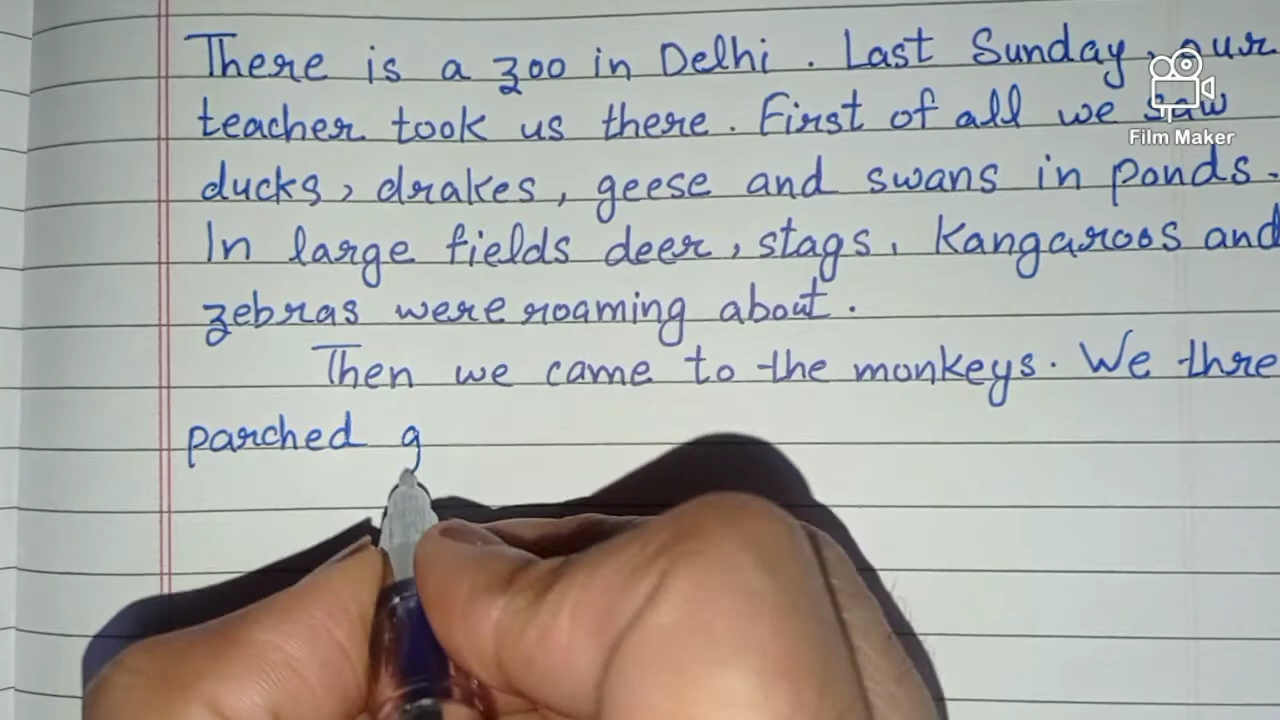 There is a zoo in Delhi. Last Sunday, our
teacher took us there. First of all we saw
ducks, drakes, geese and swans in ponds.
In large fields deer, stags, Kangaroos and
zebras were roaming about.
Then we came to the monkeys. We thre
parched g
Film Maker